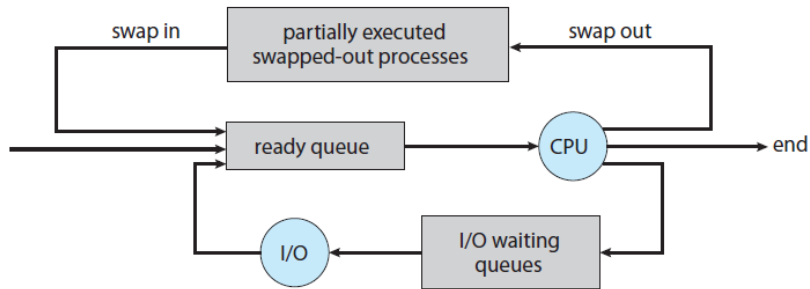 swap in
partially executed
swapped-out processes
swap out
ready queue
CPU
end
I/O
I/O waiting
queues